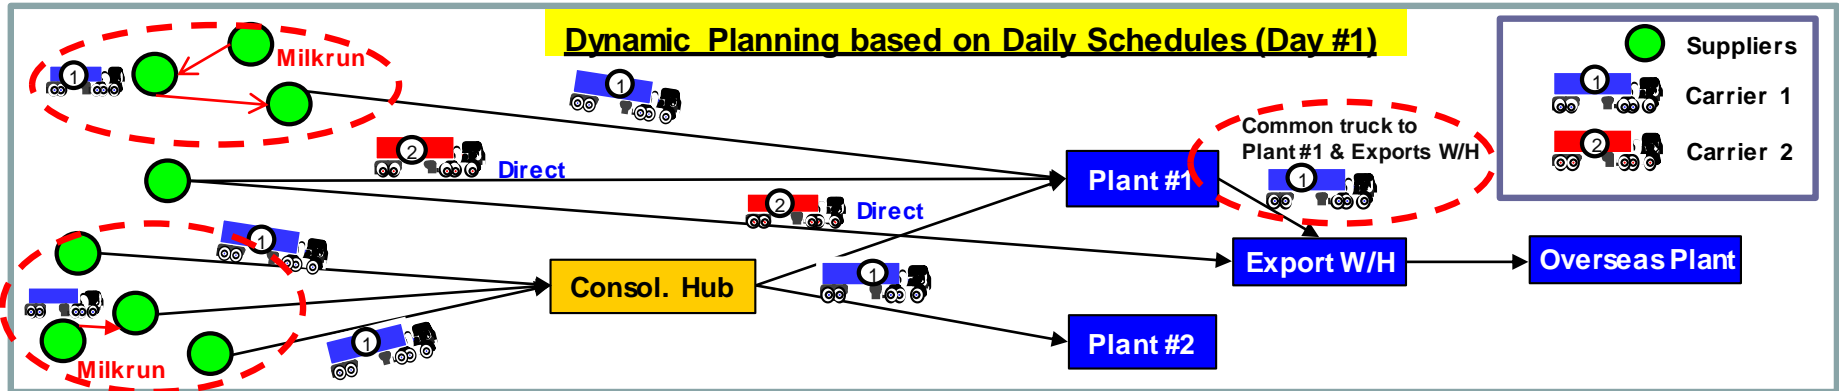 Dynamic Planning based on Daily Schedules (Day #1)
Milkrun
1
1
Suppliers
1
Carrier 1
2
Carrier 2
2
Direct
Common truck to
Plant #1 & Exports W/H
1
Plant #1
2
Direct
1
1
Consol. Hub
Export W/H
Overseas Plant
1
Plant #2
Milkrun